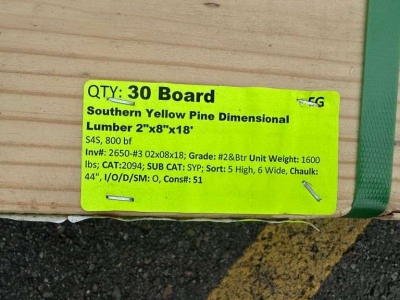 QTY: 30 Board
Southern Yellow Pine Dimensional
Lumber 2"x8"x18'
S4S, 800 bf
Inv#: 2650-#3 02x08x18; Grade: #2&Btr Unit Weight: 1600
lbs; CAT:2094; SUB CAT: SYP; Sort: 5 High, 6 Wide, Chaulk:
44", I/O/D/SM: O, Cons#: 51